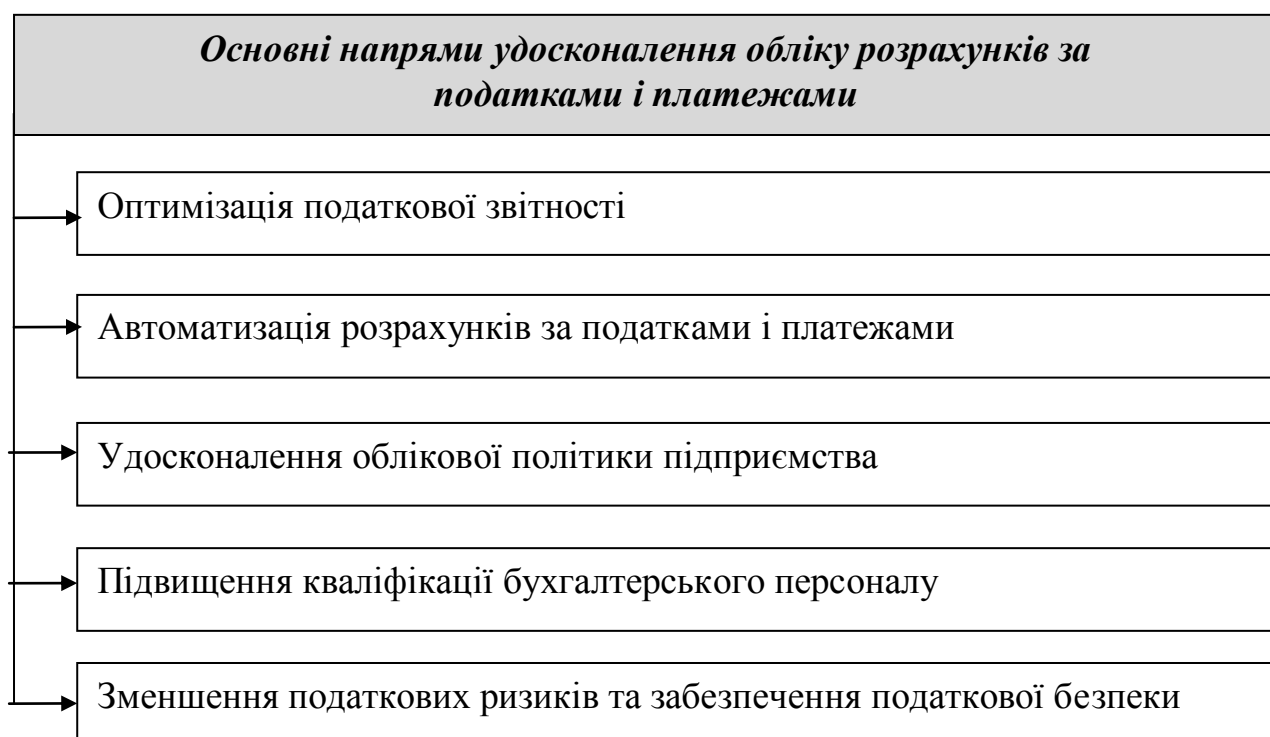 Основні напрями удосконалення обліку розрахунків за
податками і платежами
Оптимізація податкової звітності
Автоматизація розрахунків за податками і платежами
Удосконалення облікової політики підприємства
Підвищення кваліфікації бухгалтерського персоналу
Зменшення податкових ризиків та забезпечення податкової безпеки